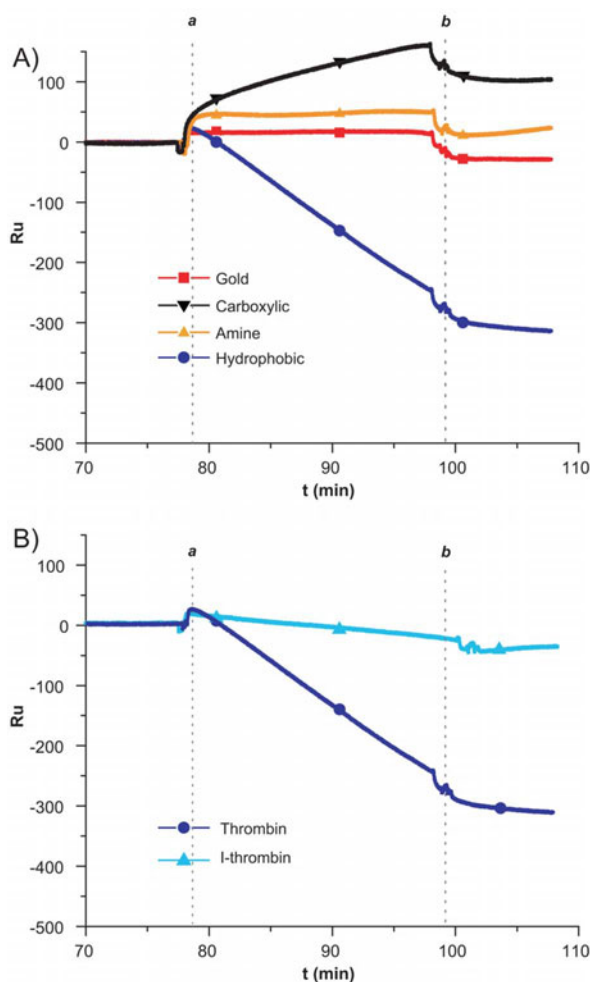 A)
a b
100
0
-100
-200
-300
-400
-500
Ru
Gold
Carboxylic
Amine
Hydrophobic
70 80 90 100 110
t (min)
B)
a b
100
0
-100
-200
-300
-400
-500
Ru
Thrombin
I-thrombin
70 80 90 100 110
t (min)